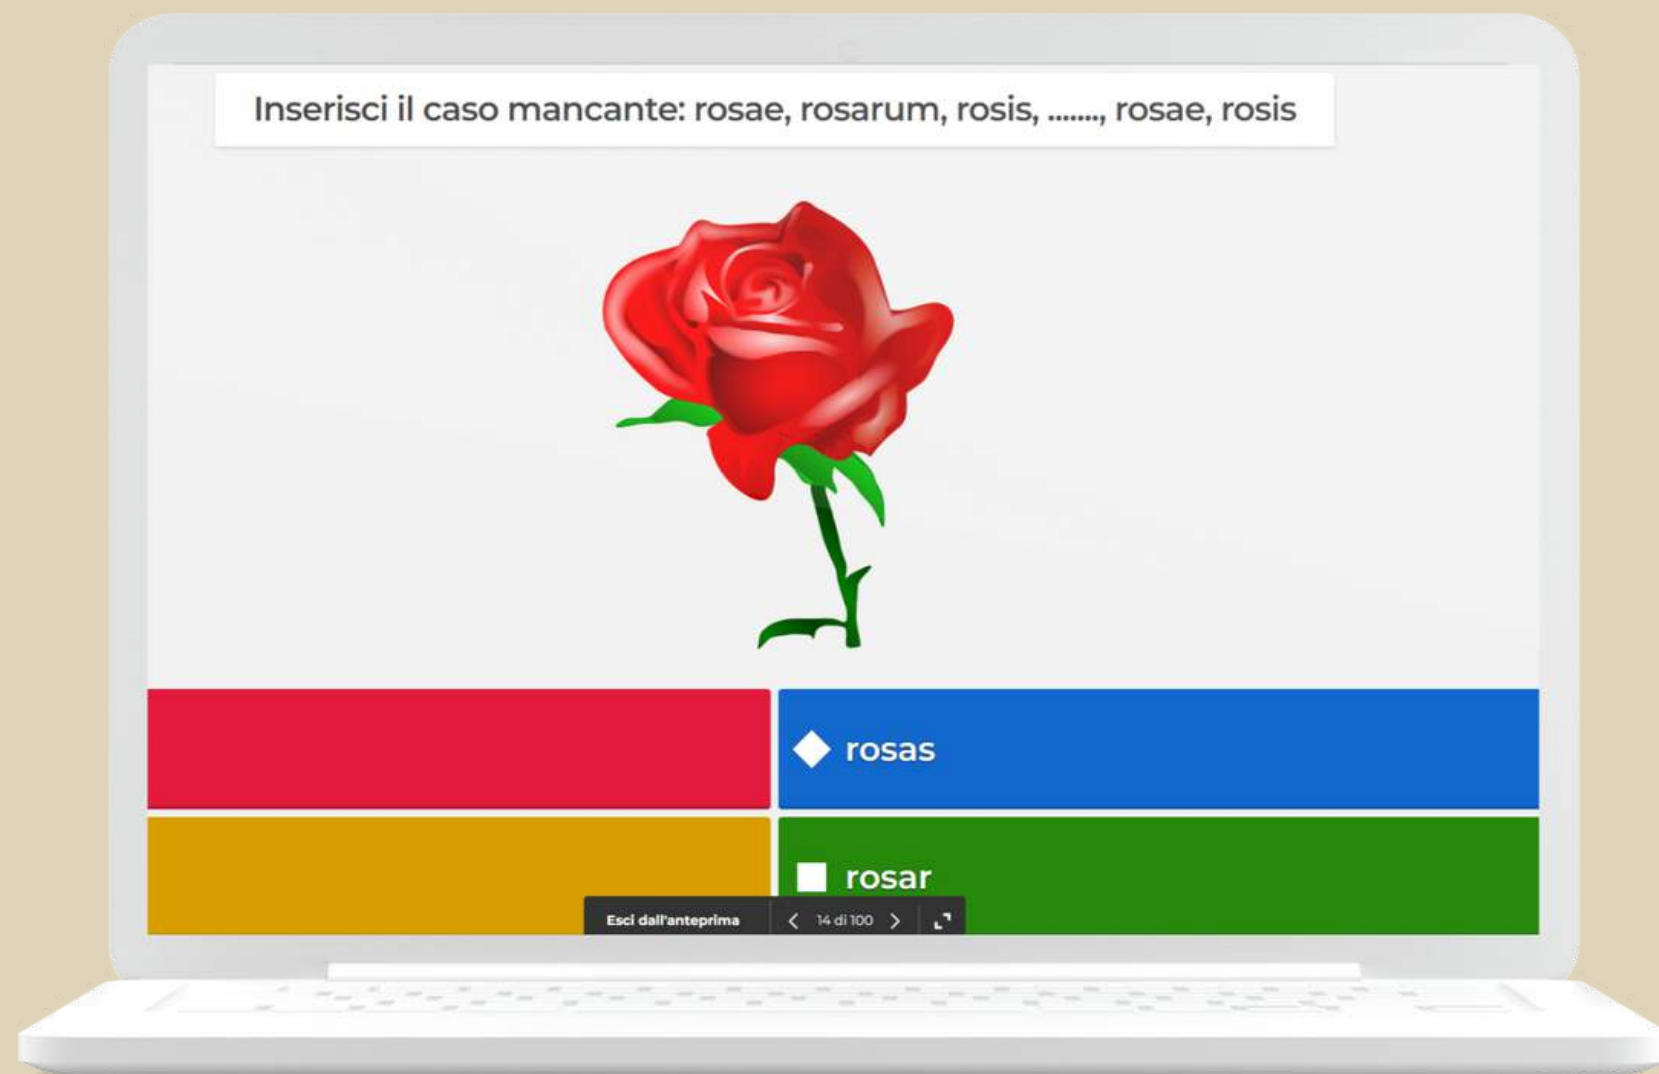 Inserisci il caso mancante: rosae, rosarum, rosis, ......., rosae, rosis
rosas
rosar
Esci dall'anteprima
14 di 100